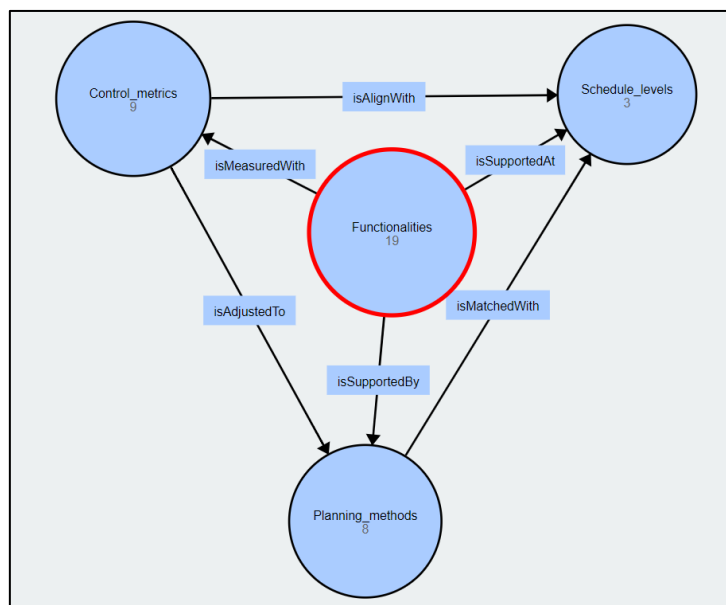 Control_metrics
9
Schedule_levels
3
isAlignWith
isMeasuredWith
isSupportedAt
Functionalities
19
isAdjustedTo
isMatchedWith
isSupportedBy
Planning_methods
8